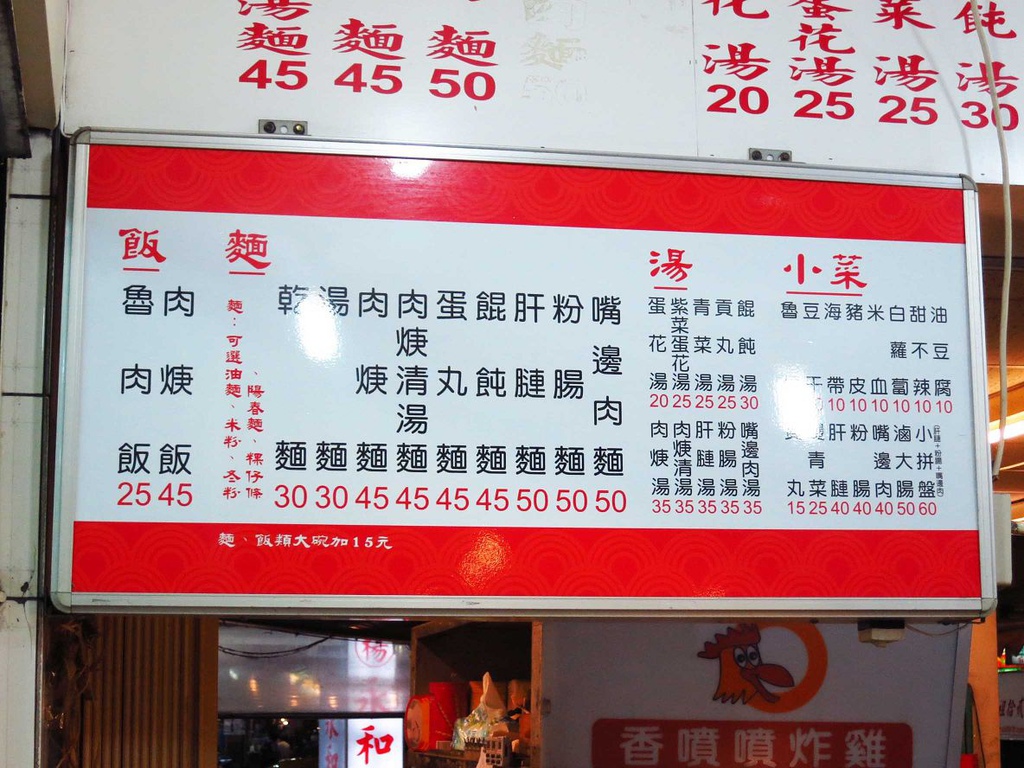 湯麵 45
麵 45
麵 50
花湯 20
蛋花湯 25
菜湯 25
飩湯 30
飯
魯肉飯 25
肉焿飯 45
麵
麵：可選油麵、米粉、冬粉
、陽春麵、粿仔條
乾麵 30
湯麵 30
肉焿麵 45
肉焿清湯麵 45
蛋丸麵 45
餛飩麵 45
肝腱麵 50
粉腸麵 50
嘴邊肉麵 50
湯
蛋花湯 20
紫菜蛋花湯 25
青菜湯 25
貢丸湯 25
餛飩湯 30
肉焿湯 35
肉焿清湯 35
肝腱湯 35
粉腸湯 35
嘴邊肉湯 35
小菜
魯
豆干
海帶 10
豬皮 10
米血 10
白蘿蔔 10
甜不辣 10
油豆腐 10
丸 15
青菜 25
肝腱 40
粉腸 40
嘴邊肉 40
滷大腸 50
小拼盤 60
麵、飯類大碗加15元
楊
永和
和
香噴噴炸雞